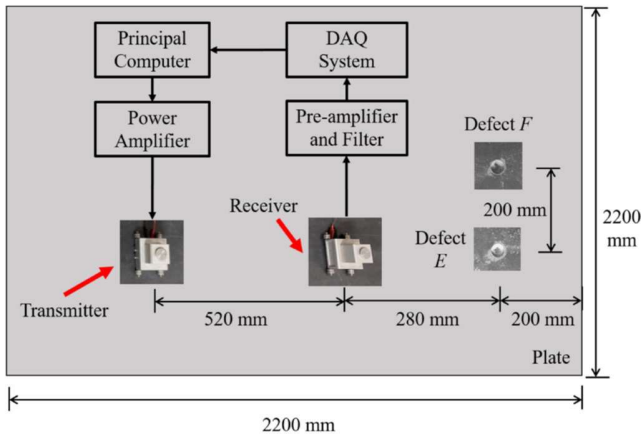 Principal
Computer
DAQ
System
Power
Amplifier
Pre-amplifier
and Filter
Defect F
Receiver
200 mm
2200
mm
Defect
E
Transmitter
520 mm
280 mm
200 mm
Plate
2200 mm